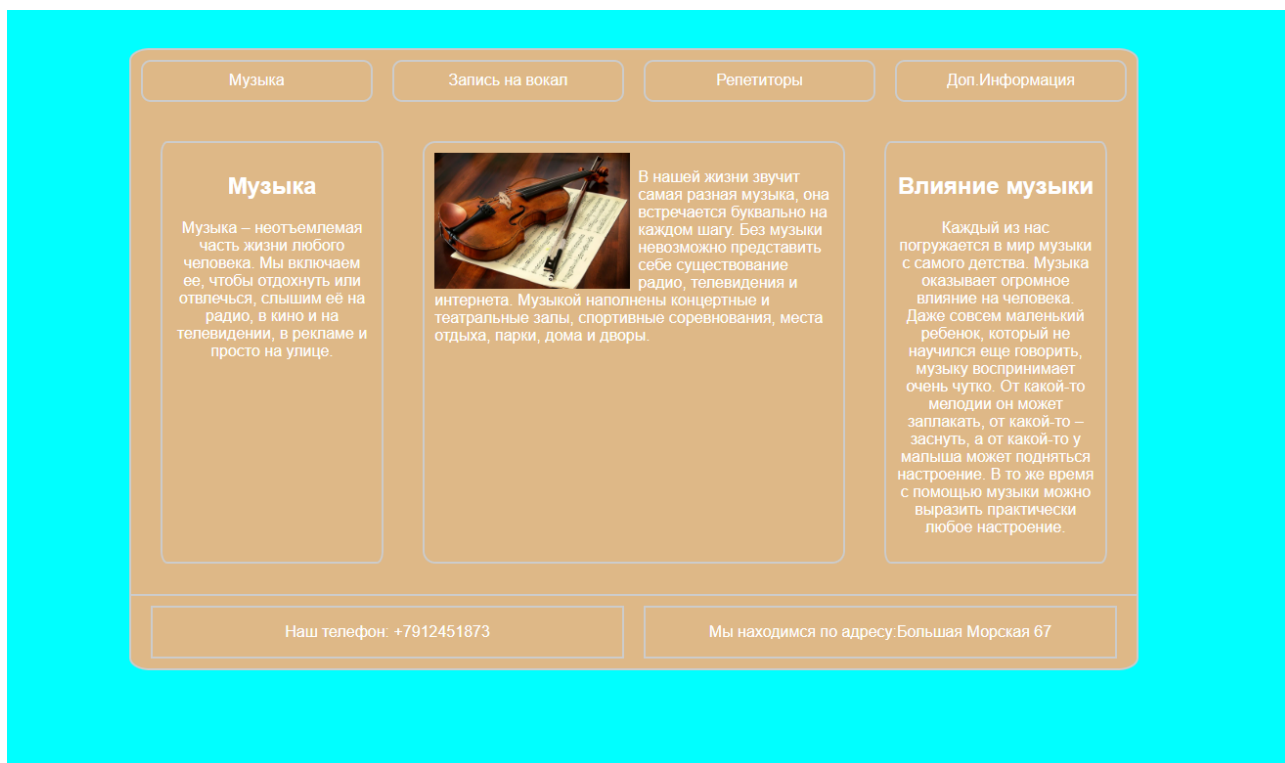 Музыка
Запись на вокал
Репетиторы
Доп.Информация
Музыка
Музыка – неотъемлемая
часть жизни любого
человека. Мы включаем
ее, чтобы отдохнуть или
отвлечься, слышим её на
радио, в кино и на
телевидении, в рекламе и
просто на улице.
В нашей жизни звучит
самая разная музыка, она
встречается буквально на
каждом шагу. Без музыки
невозможно представить
себе существование
радио, телевидения и
интернета. Музыкой наполнены концертные и
театральные залы, спортивные соревнования, места
отдыха, парки, дома и дворы.
Влияние музыки
Каждый из нас
погружается в мир музыки
с самого детства. Музыка
оказывает огромное
влияние на человека.
Даже совсем маленький
ребенок, который не
научился еще говорить,
музыку воспринимает
очень чутко. От какой-то
мелодии он может
заплакать, от какой-то –
заснуть, а от какой-то у
малыша может подняться
настроение. В то же время
с помощью музыки можно
выразить практически
любое настроение.
Наш телефон: +7912451873
Мы находимся по адресу:Большая Морская 67